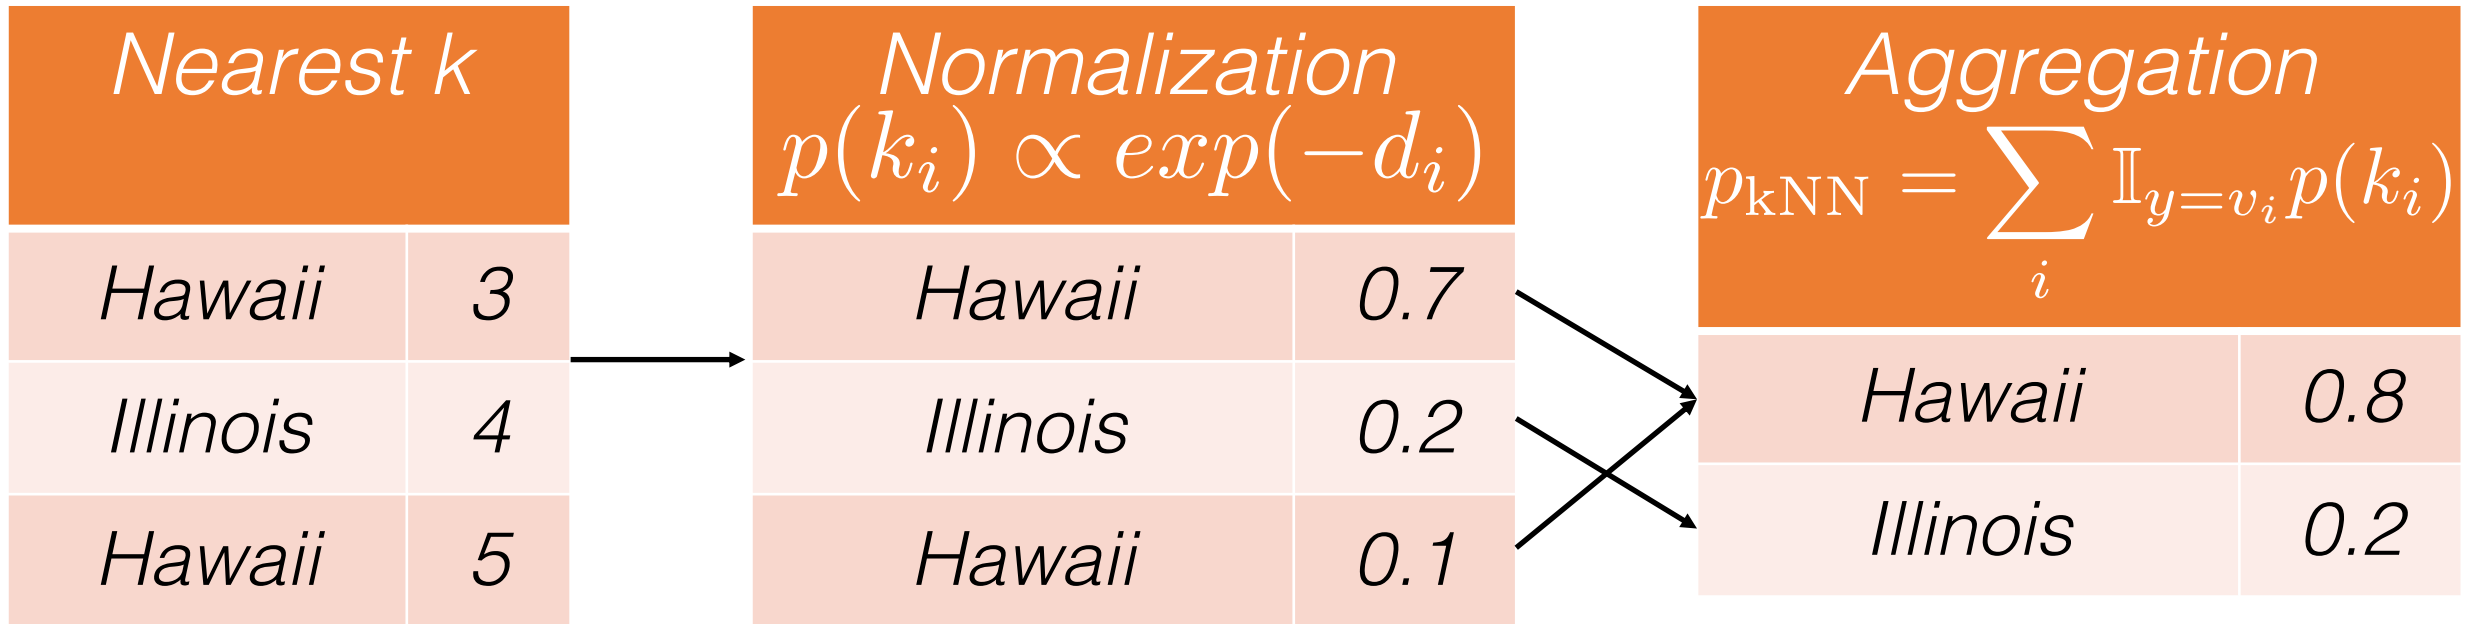 Nearest k
Hawaii 3
Illinois 4
Hawaii 5
Normalization
p(k_i) ∝ exp(−d_i)
Hawaii 0.7
Illinois 0.2
Hawaii 0.1
Aggregation
p_kNN = ∑_i 𝕀_{y=v_i} p(k_i)
Hawaii 0.8
Illinois 0.2